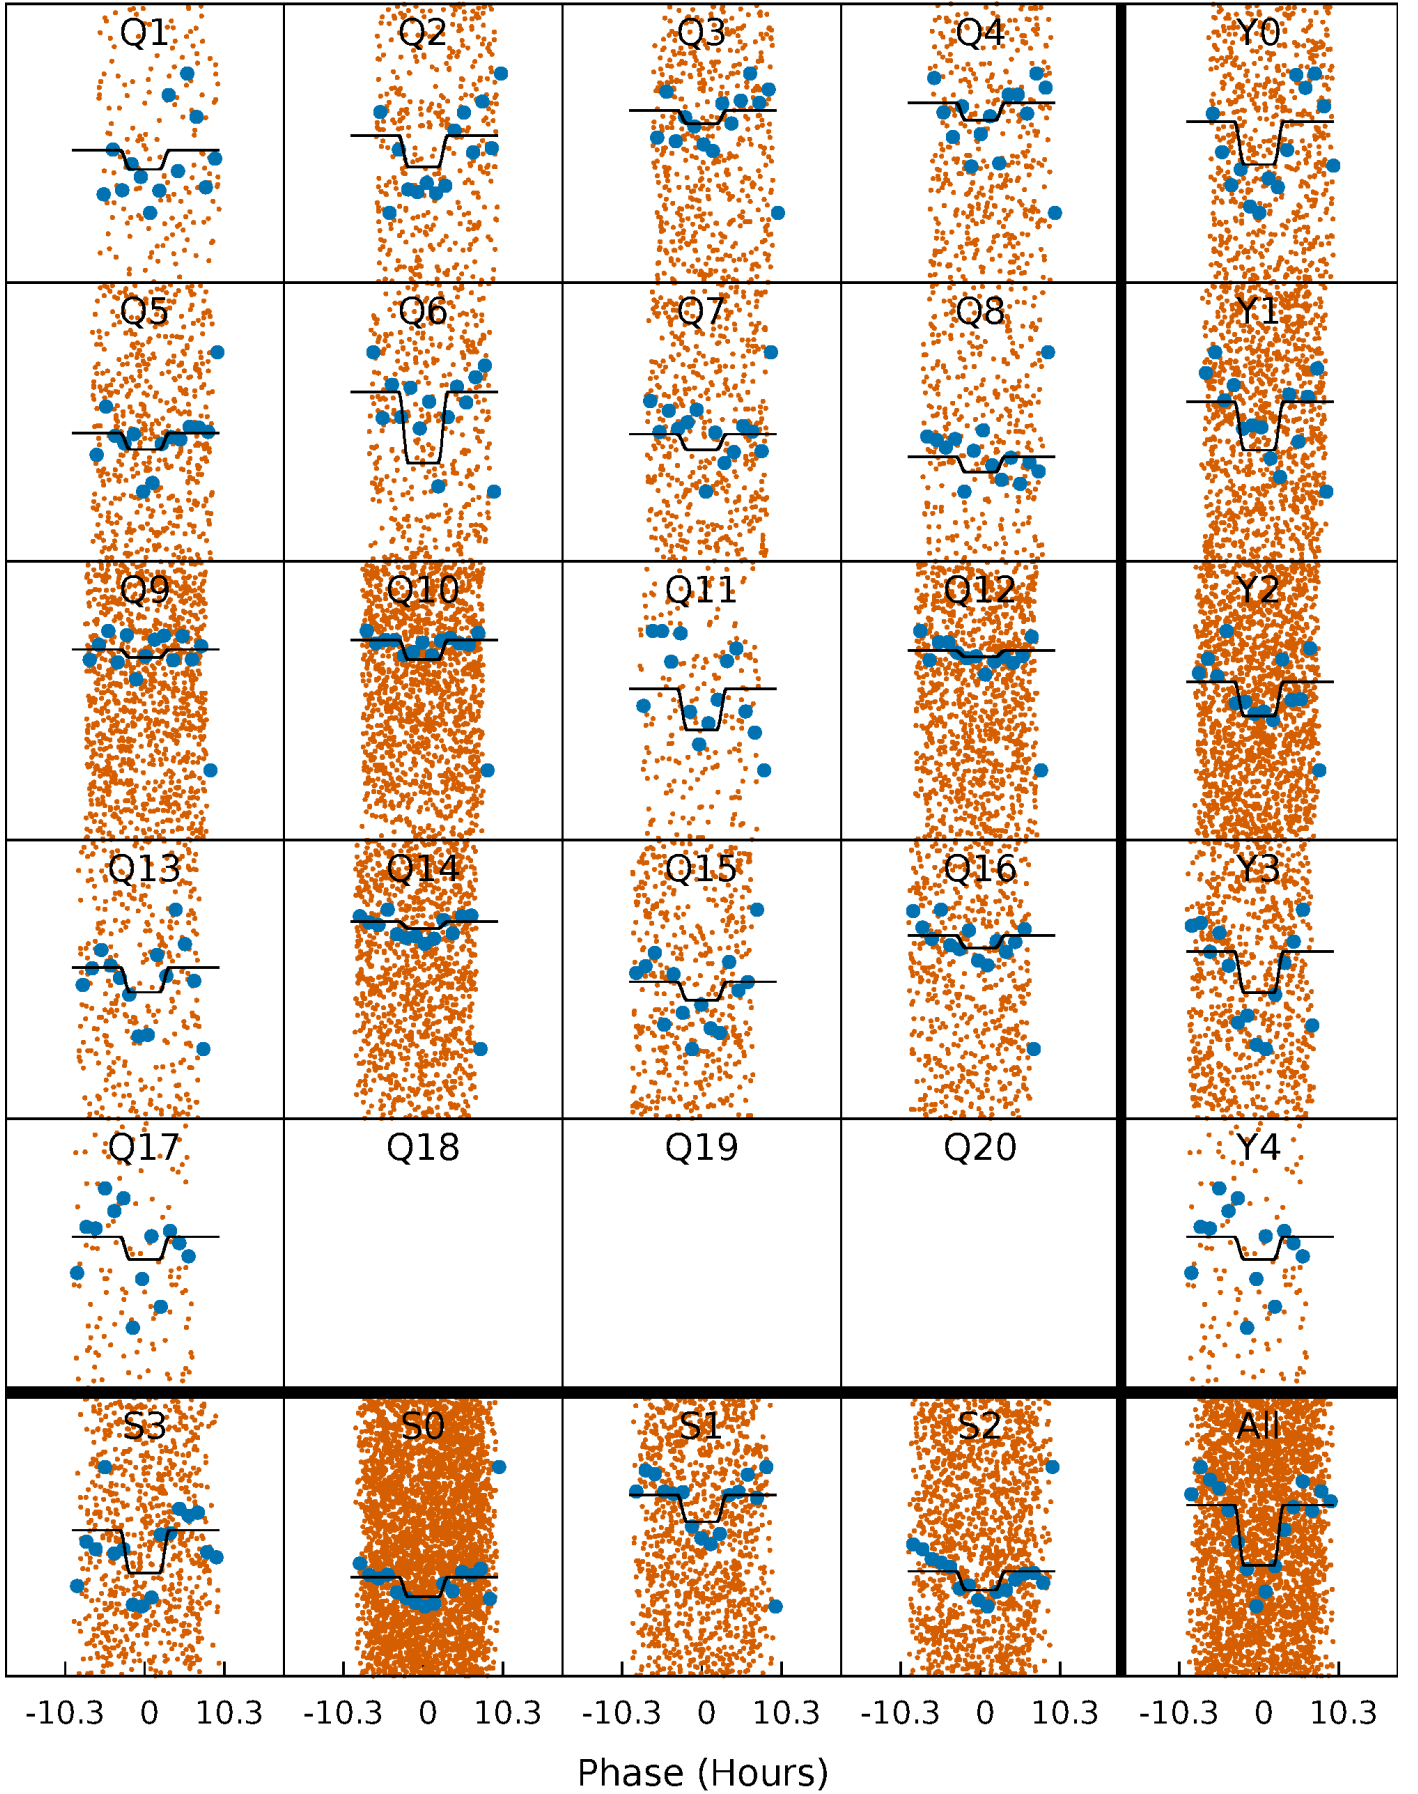 Q1 Q2 Q3 Q4 Y0
Q5 Q6 Q7 Q8 Y1
Q9 Q10 Q11 Q12 Y2
Q13 Q14 Q15 Q16 Y3
Q17 Q18 Q19 Q20 Y4
S3 S0 S1 S2 All
-10.3 0 10.3 -10.3 0 10.3 -10.3 0 10.3 -10.3 0 10.3 -10.3 0 10.3
Phase (Hours)